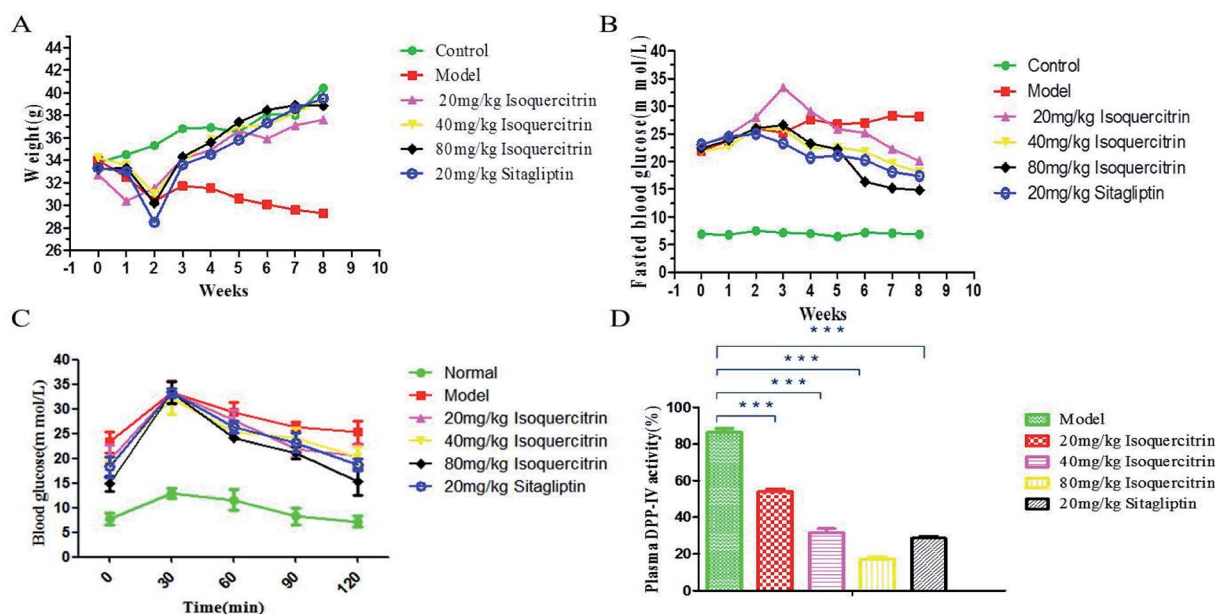 A
W eight(g)
44
42
40
38
36
34
32
30
28
26
-1 0 1 2 3 4 5 6 7 8 9 10
Weeks
Control
Model
20mg/kg Isoquercitrin
40mg/kg Isoquercitrin
80mg/kg Isoquercitrin
20mg/kg Sitagliptin
B
Fasted blood glucose(m mol/L)
40
35
30
25
20
15
10
5
0
-1 0 1 2 3 4 5 6 7 8 9 10
Weeks
Control
Model
20mg/kg Isoquercitrin
40mg/kg Isoquercitrin
80mg/kg Isoquercitrin
20mg/kg Sitagliptin
C
Blood glucose(m mol/L)
40
35
30
25
20
15
10
5
0
0 30 60 90 120
Time(min)
Normal
Model
20mg/kg Isoquercitrin
40mg/kg Isoquercitrin
80mg/kg Isoquercitrin
20mg/kg Sitagliptin
D
***
***
***
***
Plasma DPP-IV activity(%)
100
80
60
40
20
0
Model
20mg/kg Isoquercitrin
40mg/kg Isoquercitrin
80mg/kg Isoquercitrin
20mg/kg Sitagliptin